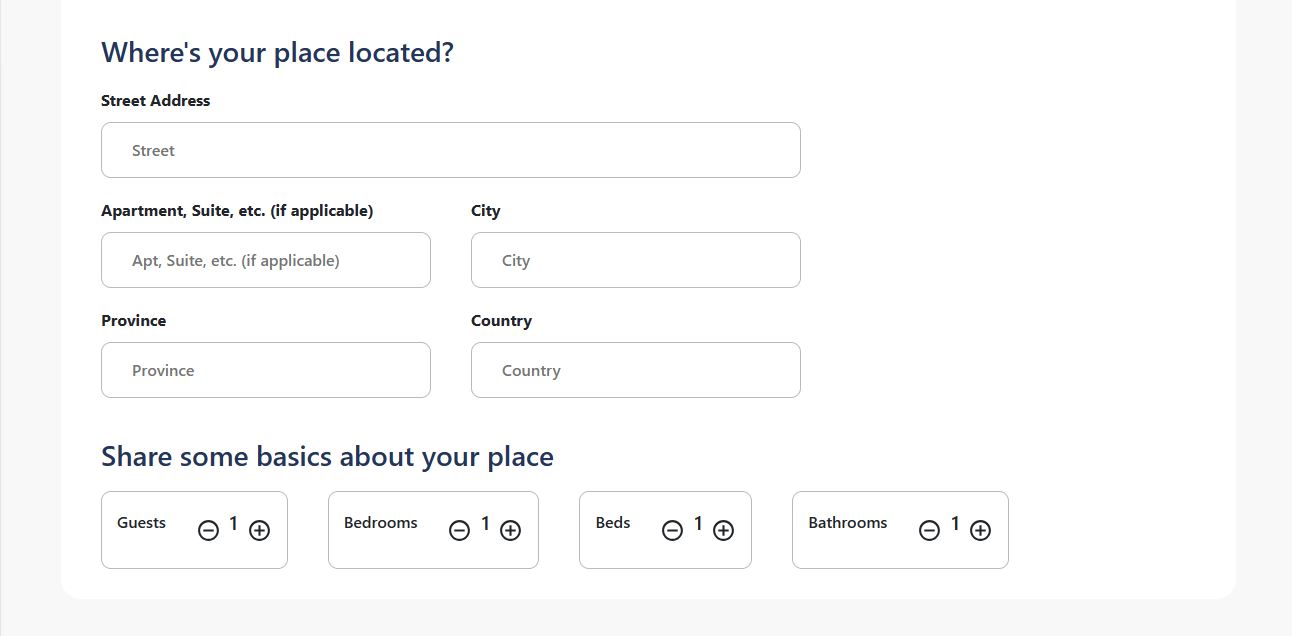 Where's your place located?
Street Address
Street
Apartment, Suite, etc. (if applicable) City
Apt, Suite, etc. (if applicable) City
Province Country
Province Country
Share some basics about your place
Guests 1 Bedrooms 1 Beds 1 Bathrooms 1